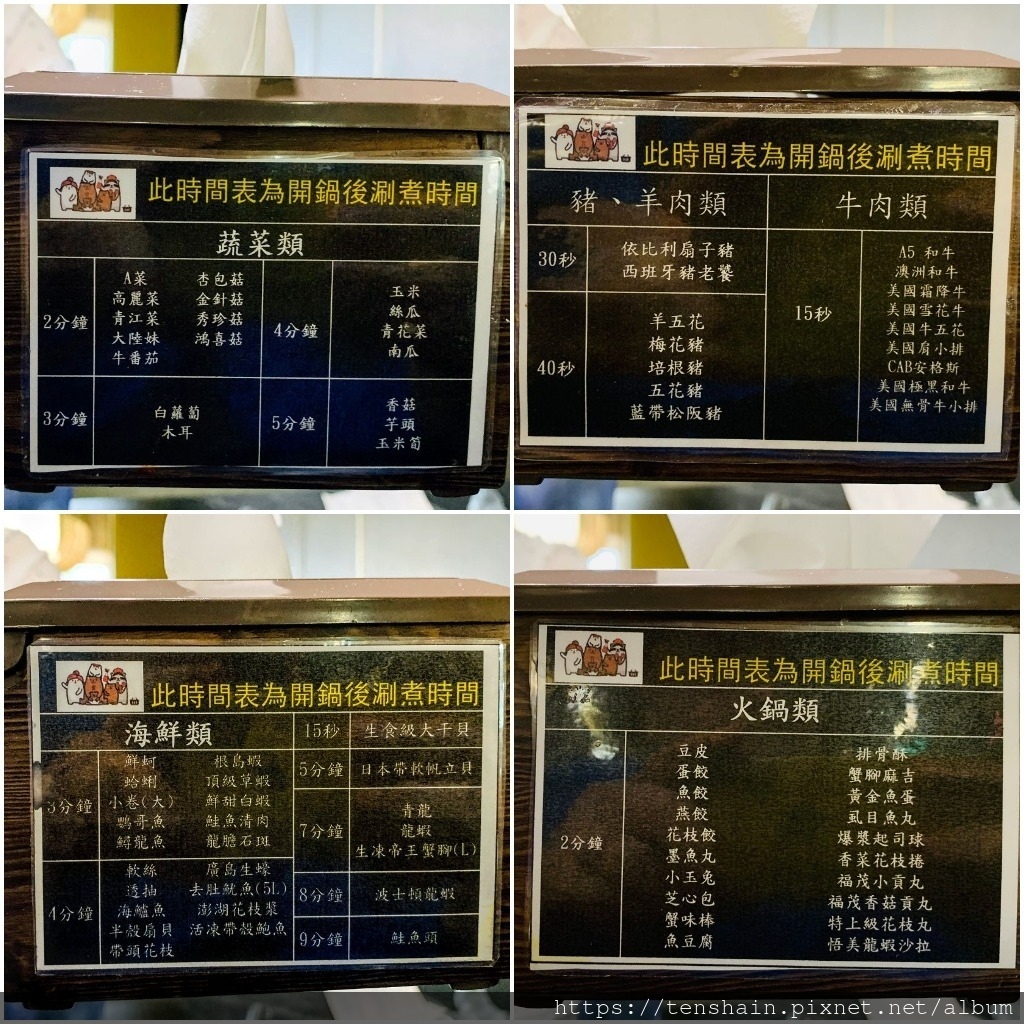 此時間表為開鍋後涮煮時間
蔬菜類
2分鐘
A菜 杏包菇
高麗菜 金針菇
青江菜 秀珍菇
大陸妹 鴻喜菇
牛番茄
4分鐘
玉米
絲瓜
青花菜
南瓜
3分鐘
白蘿蔔
木耳
5分鐘
香菇
芋頭
玉米筍
此時間表為開鍋後涮煮時間
豬、羊肉類
30秒
依比利扇子豬
西班牙豬老饕
40秒
羊五花
梅花豬
培根豬
五花豬
藍帶松阪豬
牛肉類
15秒
A5 和牛
澳洲和牛
美國霜降牛
美國雪花牛
美國牛五花
美國肩小排
CAB安格斯
美國極黑和牛
美國無骨牛小排
此時間表為開鍋後涮煮時間
海鮮類
3分鐘
鮮蚵 根島蝦
蛤蜊 頂級草蝦
小卷(大) 鮮甜白蝦
鸚哥魚 鮭魚清肉
鱘龍魚 龍膽石斑
4分鐘
軟絲 廣島生蠔
透抽 去肚魷魚(5L)
海鱸魚 澎湖花枝漿
半殼扇貝 活凍帶殼鮑魚
帶頭花枝
15秒
生食級大干貝
5分鐘
日本帶軟帆立貝
7分鐘
青龍
龍蝦
生凍帝王蟹腳(L)
8分鐘
波士頓龍蝦
9分鐘
鮭魚頭
此時間表為開鍋後涮煮時間
火鍋類
2分鐘
豆皮
蛋餃
魚餃
燕餃
花枝餃
墨魚丸
小玉兔
芝心包
蟹味棒
魚豆腐
排骨酥
蟹腳麻吉
黃金魚蛋
虱目魚丸
爆漿起司球
香菜花枝捲
福茂小貢丸
福茂香菇貢丸
特上級花枝丸
悟美龍蝦沙拉
https://tenshain.pixnet.net/album